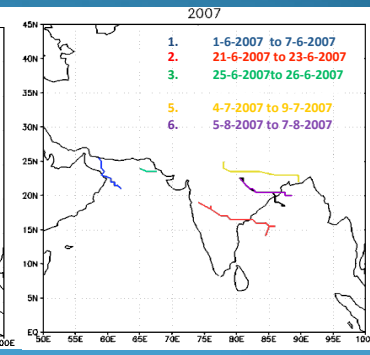 2007
45N
40N
35N
30N
25N
20N
15N
10N
5N
EQ
1. 1-6-2007 to 7-6-2007
2. 21-6-2007 to 23-6-2007
3. 25-6-2007to 26-6-2007
5. 4-7-2007 to 9-7-2007
6. 5-8-2007 to 7-8-2007
50E 55E 60E 65E 70E 75E 80E 85E 90E 95E 100E
00E